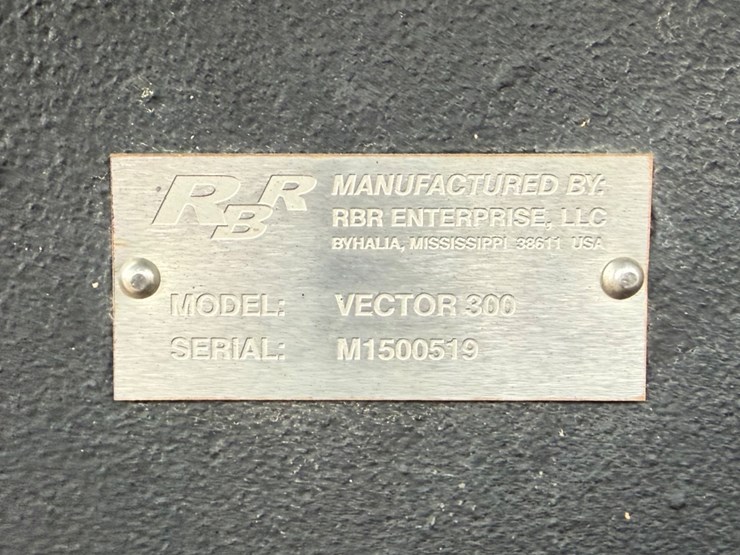 RBR
MANUFACTURED BY:
RBR ENTERPRISE, LLC
BYHALIA, MISSISSIPPI 38611 USA
MODEL: VECTOR 300
SERIAL: M1500519